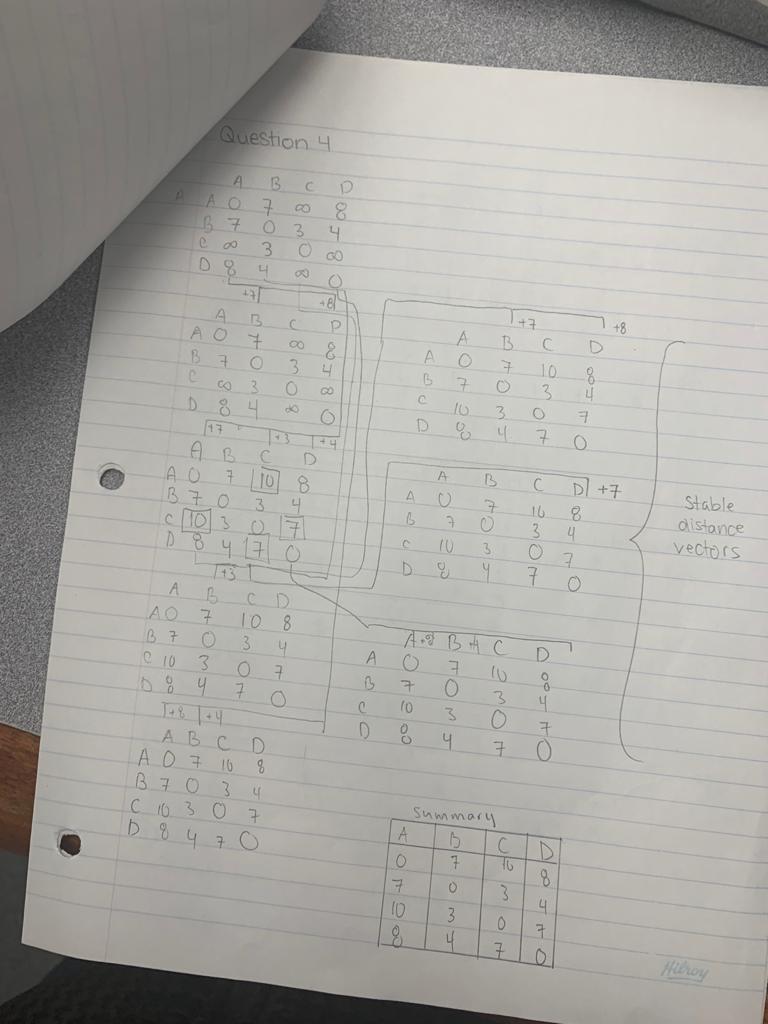 Question 4
A B C D
A A 0 7 ∞ 8
B 7 0 3 4
C ∞ 3 0 ∞
D 8 4 ∞ 0
+7 +8
A B C D
A 0 7 ∞ 8
B 7 0 3 4
C ∞ 3 0 ∞
D 8 4 ∞ 0
+7 +3 +4
A B C D
A 0 7 10 8
B 7 0 3 4
C 10 3 0 7
D 8 4 7 0
+3
A B C D
A 0 7 10 8
B 7 0 3 4
C 10 3 0 7
D 8 4 7 0
+8 +4
A B C D
A 0 7 10 8
B 7 0 3 4
C 10 3 0 7
D 8 4 7 0
+7 +8
A B C D
A 0 7 10 8
B 7 0 3 4
C 10 3 0 7
D 8 4 7 0
A B C D +7
A 0 7 10 8
B 7 0 3 4
C 10 3 0 7
D 8 4 7 0
A +8 B +4 C D
A 0 7 10 8
B 7 0 3 4
C 10 3 0 7
D 8 4 7 0
Stable
distance
vectors
Summary
A B C D
0 7 10 8
7 0 3 4
10 3 0 7
8 4 7 0
Hilroy